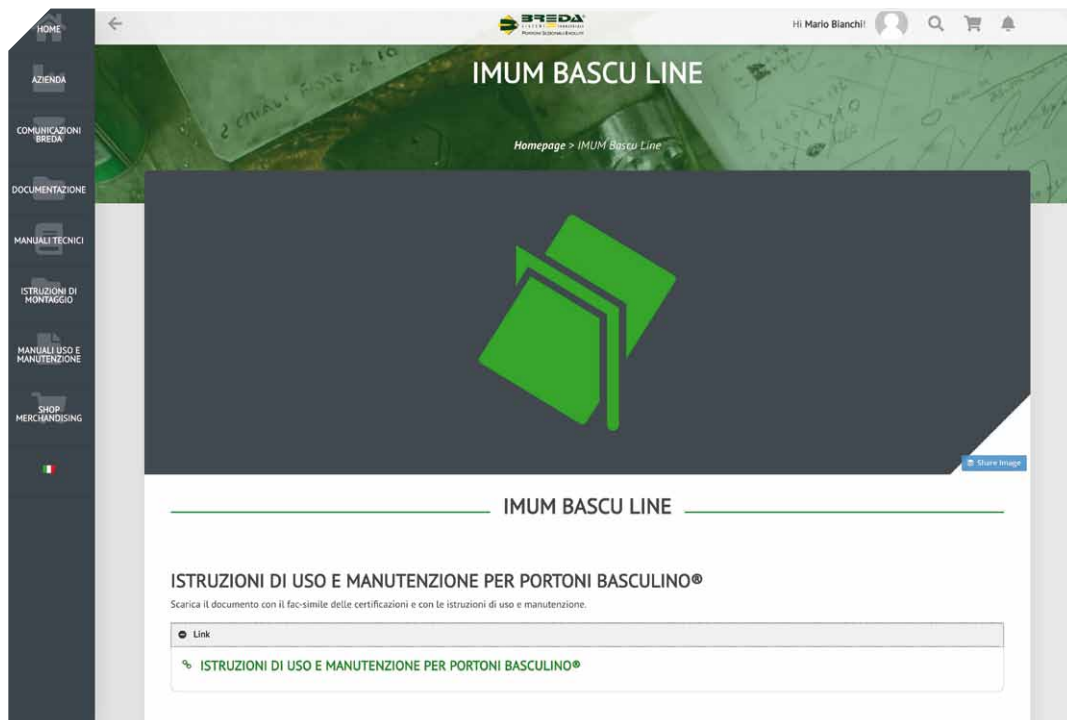 HOME
AZIENDA
COMUNICAZIONI
BREDA
DOCUMENTAZIONE
MANUALI TECNICI
ISTRUZIONI DI
MONTAGGIO
MANUALI USO E
MANUTENZIONE
SHOP
MERCHANDISING
BREDA
Hi Mario Bianchi!
IMUM BASCU LINE
Homepage > IMUM Bascu Line
Share Image
IMUM BASCU LINE
ISTRUZIONI DI USO E MANUTENZIONE PER PORTONI BASCULINO®
Scarica il documento con il fac-simile delle certificazioni e con le istruzioni di uso e manutenzione.
Link
ISTRUZIONI DI USO E MANUTENZIONE PER PORTONI BASCULINO®